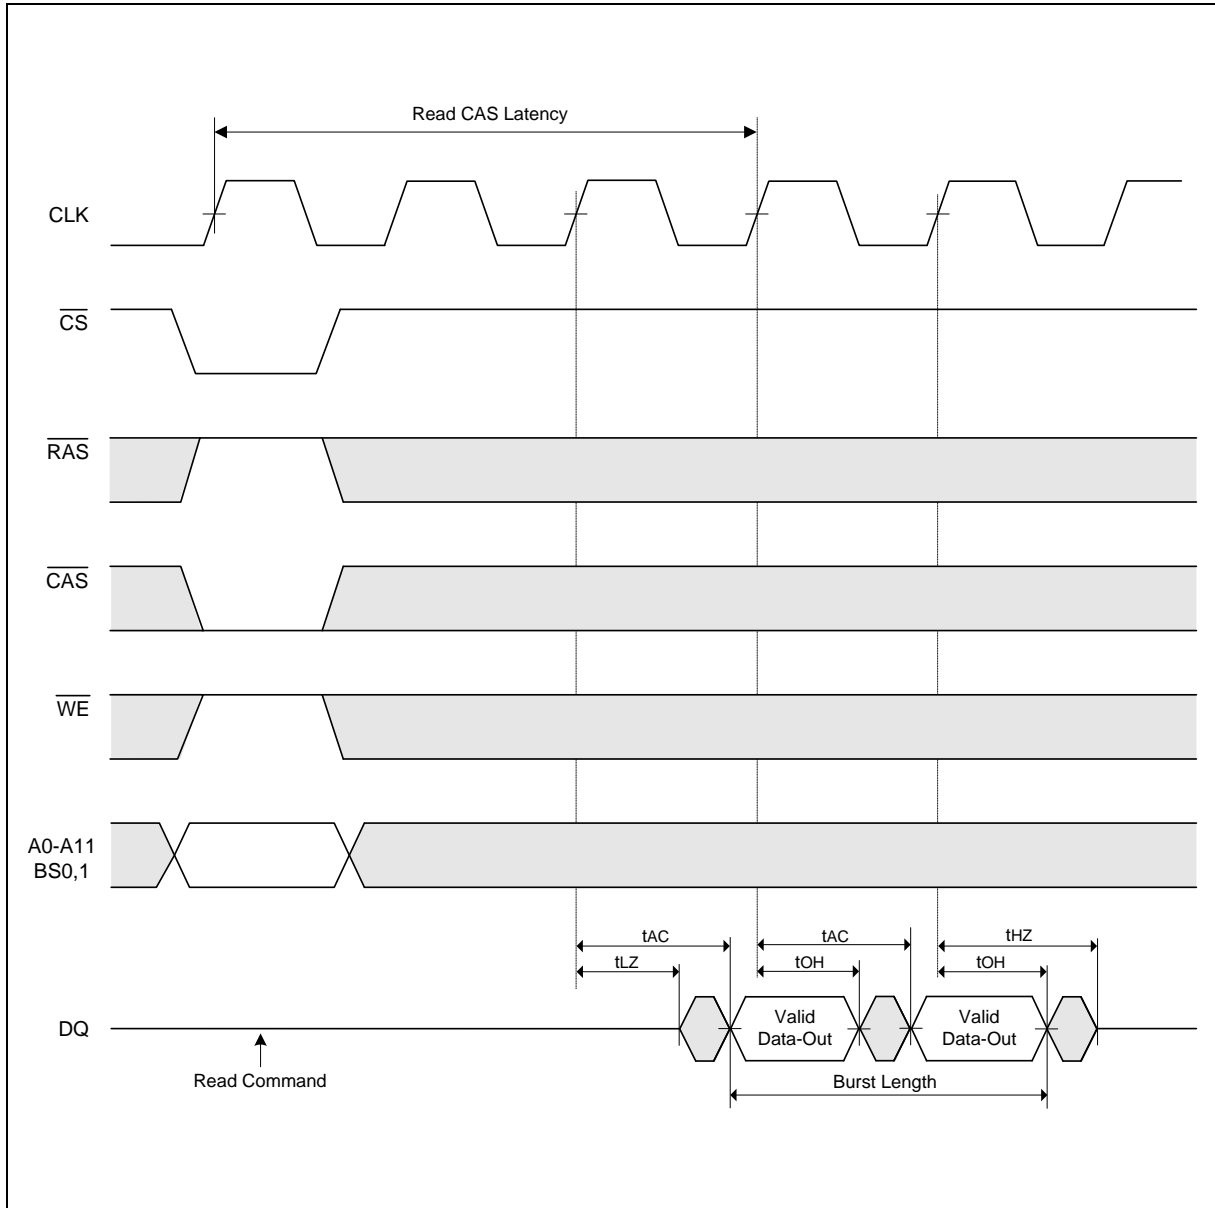 Read CAS Latency
CLK
CS
RAS
CAS
WE
A0-A11
BS0,1
tAC
tAC
tHZ
tLZ
tOH
tOH
DQ
Valid
Data-Out
Valid
Data-Out
Read Command
Burst Length